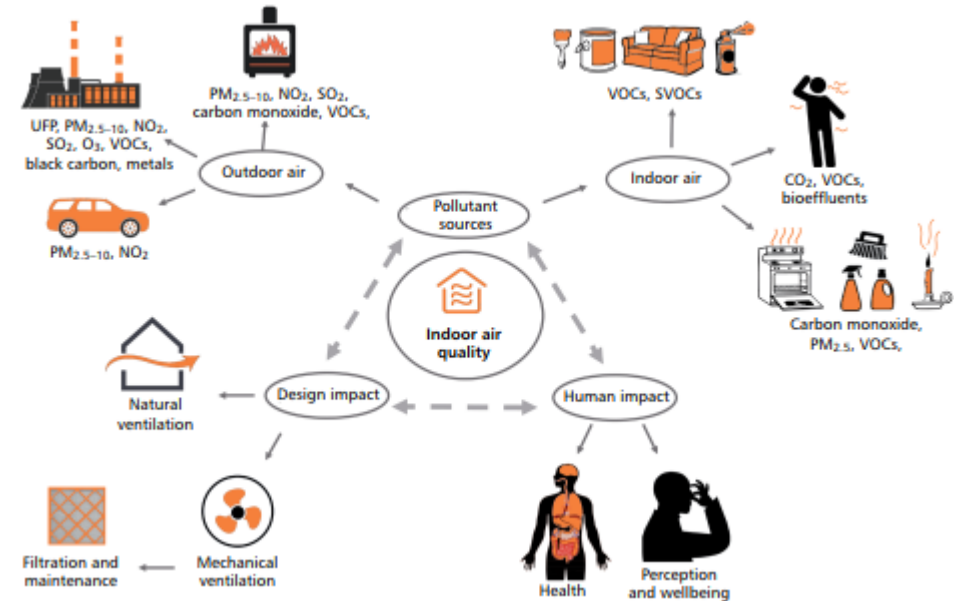 PM2.5–10, NO2, SO2,
carbon monoxide, VOCs,
UFP, PM2.5–10, NO2,
SO2, O3, VOCs,
black carbon, metals
Outdoor air
PM2.5–10, NO2
VOCs, SVOCs
Indoor air
CO2, VOCs,
bioeffluents
Carbon monoxide,
PM2.5, VOCs,
Pollutant
sources
Indoor air
quality
Design impact
Human impact
Natural
ventilation
Mechanical
ventilation
Filtration and
maintenance
Health
Perception
and wellbeing